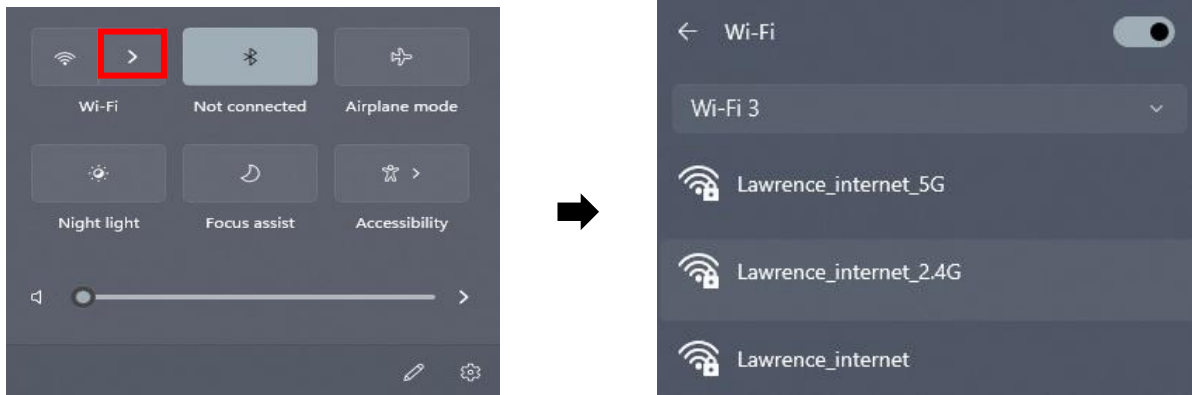 Wi-Fi Not connected Airplane mode
Night light Focus assist Accessibility
Wi-Fi
Wi-Fi 3
Lawrence_internet_5G
Lawrence_internet_2.4G
Lawrence_internet